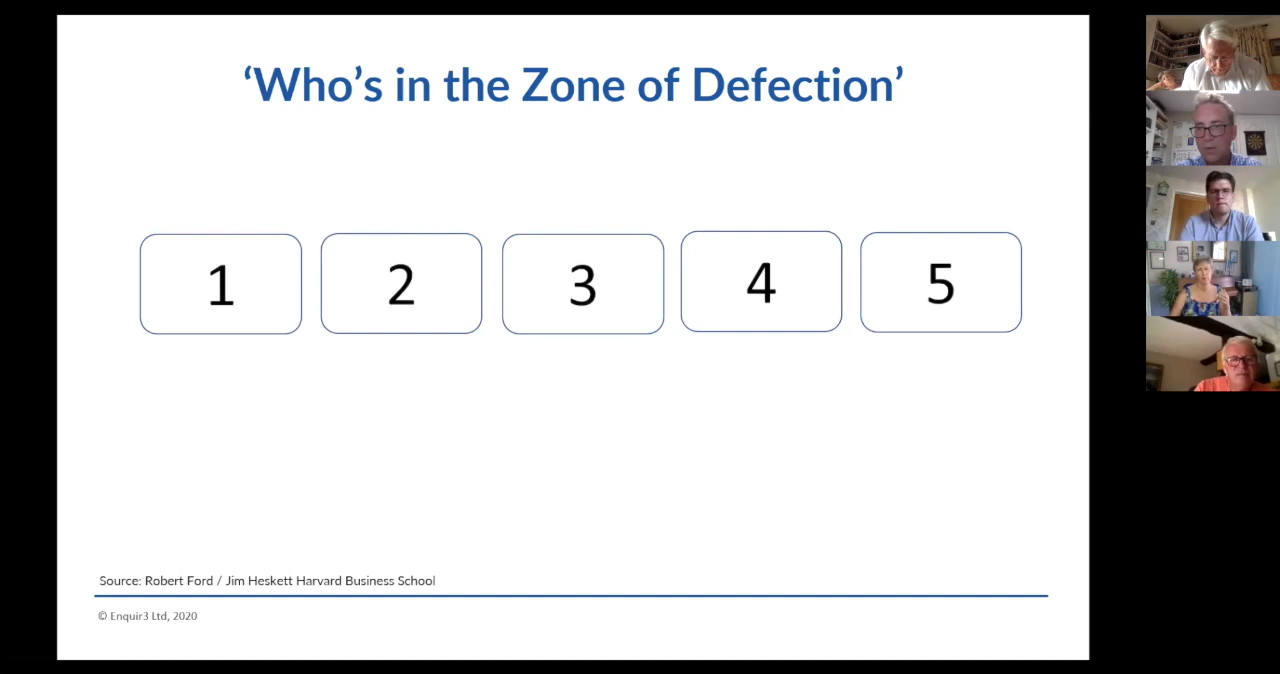 ‘Who’s in the Zone of Defection’
1 2 3 4 5
Source: Robert Ford / Jim Heskett Harvard Business School
© Enquir3 Ltd, 2020